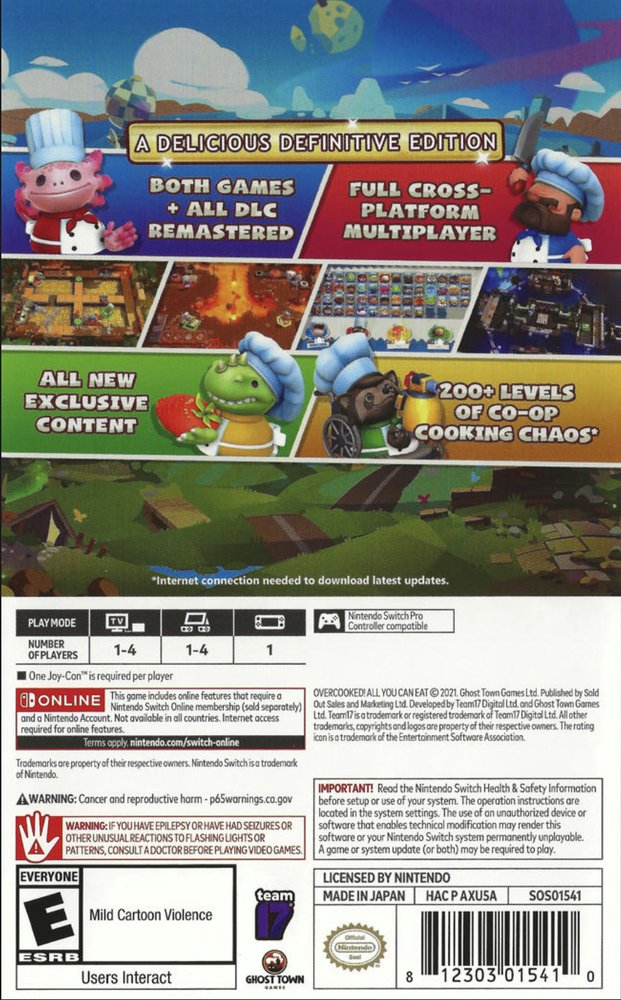 A DELICIOUS DEFINITIVE EDITION
BOTH GAMES
+ ALL DLC
REMASTERED
FULL CROSS-
PLATFORM
MULTIPLAYER
ALL NEW
EXCLUSIVE
CONTENT
200+ LEVELS
OF CO-OP
COOKING CHAOS*
*Internet connection needed to download latest updates.
PLAY MODE
TV
NUMBER
OF PLAYERS
1-4
1-4
1
Nintendo Switch Pro
Controller compatible
■ One Joy-Con™ is required per player
ONLINE
This game includes online features that require a
Nintendo Switch Online membership (sold separately)
and a Nintendo Account. Not available in all countries. Internet access
required for online features.
Terms apply. nintendo.com/switch-online
Trademarks are property of their respective owners. Nintendo Switch is a trademark
of Nintendo.
OVERCOOKED! ALL YOU CAN EAT © 2021. Ghost Town Games Ltd. Published by Sold
Out Sales and Marketing Ltd. Developed by Team17 Digital Ltd. and Ghost Town Games
Ltd. Team17 is a trademark or registered trademark of Team17 Digital Ltd. All other
trademarks, copyrights and logos are property of their respective owners. The rating
icon is a trademark of the Entertainment Software Association.
⚠WARNING: Cancer and reproductive harm - p65warnings.ca.gov
WARNING: IF YOU HAVE EPILEPSY OR HAVE HAD SEIZURES OR
OTHER UNUSUAL REACTIONS TO FLASHING LIGHTS OR
PATTERNS, CONSULT A DOCTOR BEFORE PLAYING VIDEO GAMES.
IMPORTANT! Read the Nintendo Switch Health & Safety Information
before setup or use of your system. The operation instructions are
located in the system settings. The use of an unauthorized device or
software that enables technical modification may render this
software or your Nintendo Switch system permanently unplayable.
A game or system update (or both) may be required to play.
EVERYONE
E
ESRB
Mild Cartoon Violence
Users Interact
team
17
GHOST TOWN
GAMES
LICENSED BY NINTENDO
MADE IN JAPAN
HAC P AXU5A
SOS01541
Official
Nintendo
Seal
8 12303 01541 0